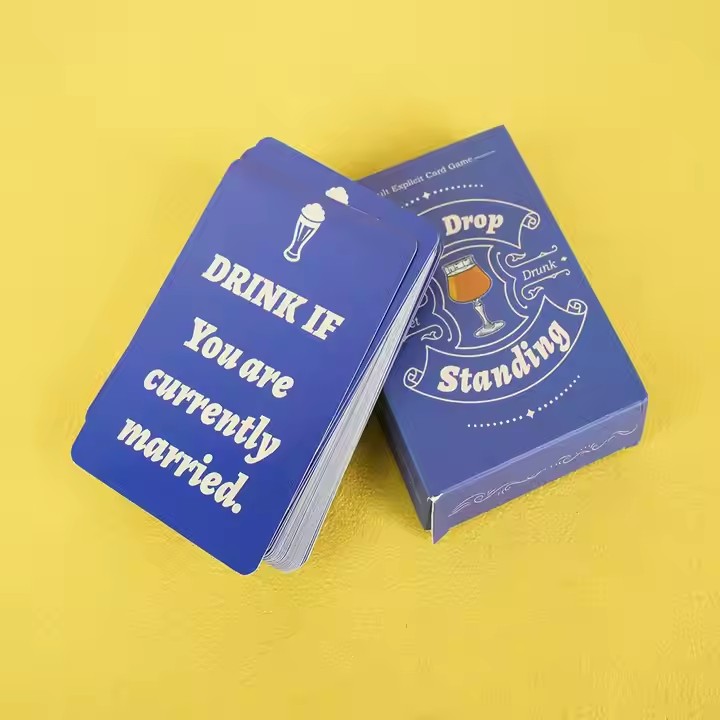 DRINK IF
You are
currently
married.
Explicit Card Game
Drop
Drunk
Standing